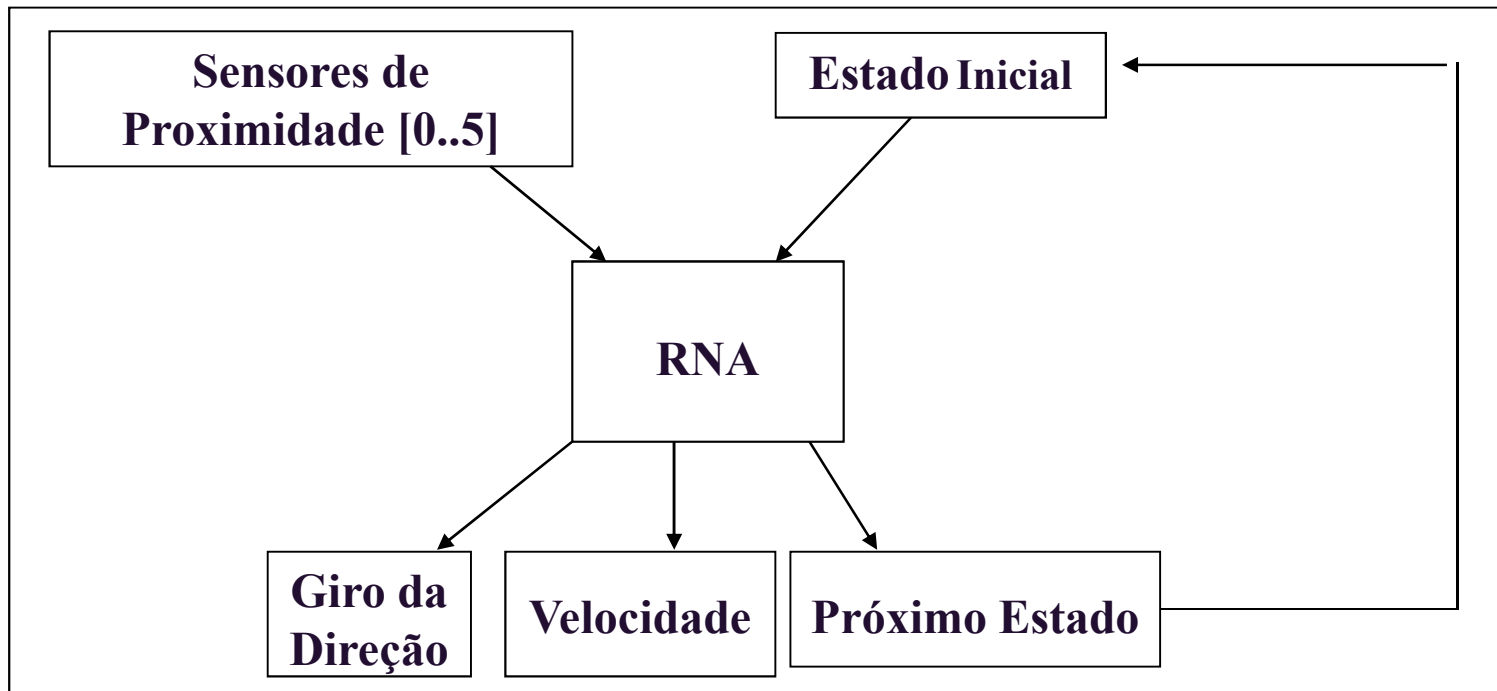 Sensores de
Proximidade [0..5]
Estado Inicial
RNA
Giro da
Direção
Velocidade
Próximo Estado